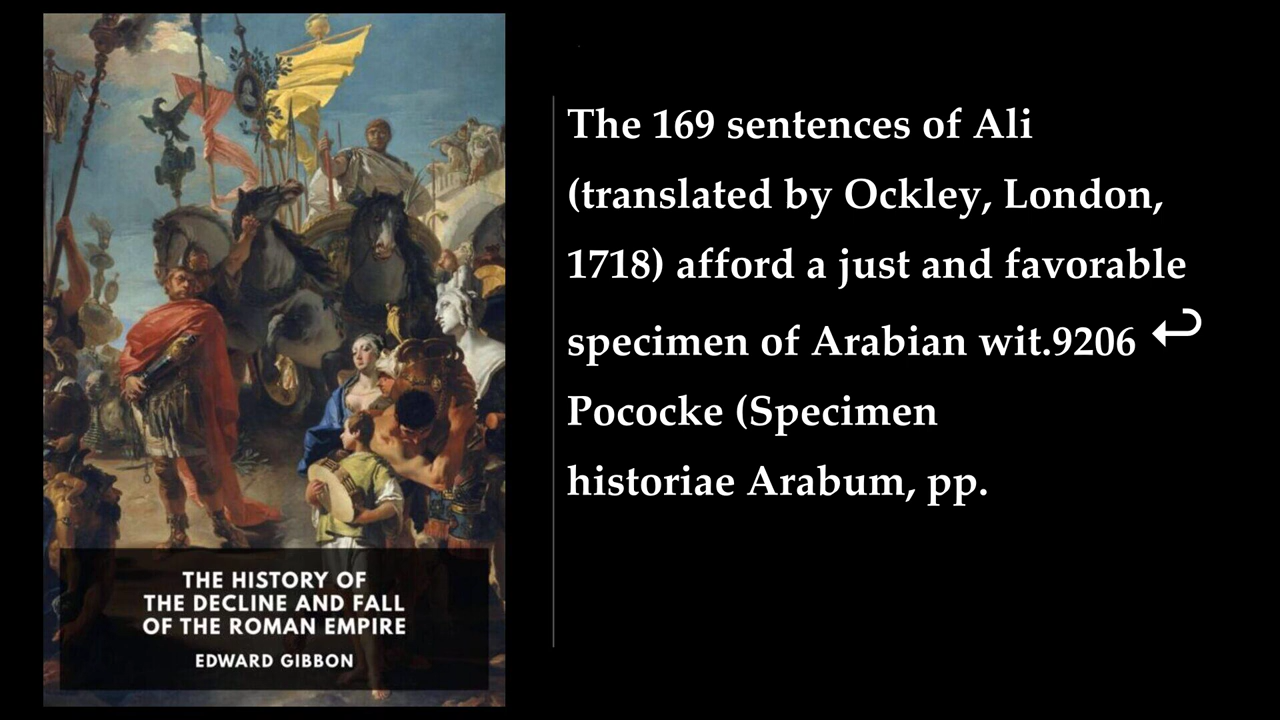 THE HISTORY OF
THE DECLINE AND FALL
OF THE ROMAN EMPIRE
EDWARD GIBBON
The 169 sentences of Ali
(translated by Ockley, London,
1718) afford a just and favorable
specimen of Arabian wit.9206 ↩
Pococke (Specimen
historiae Arabum, pp.